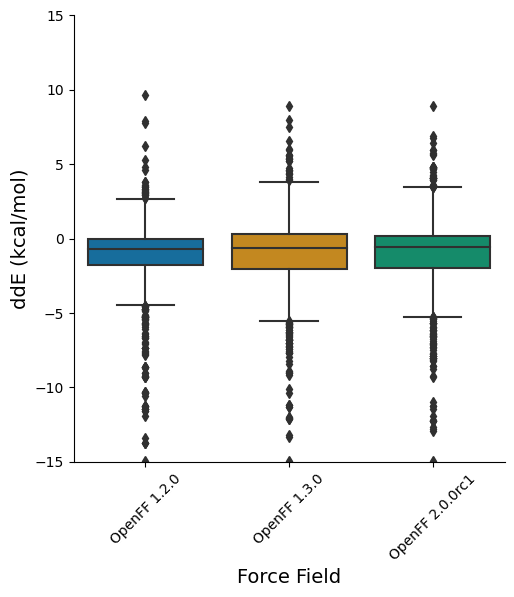 15
10
5
0
−5
−10
−15
ddE (kcal/mol)
OpenFF 1.2.0
OpenFF 1.3.0
OpenFF 2.0.0rc1
Force Field